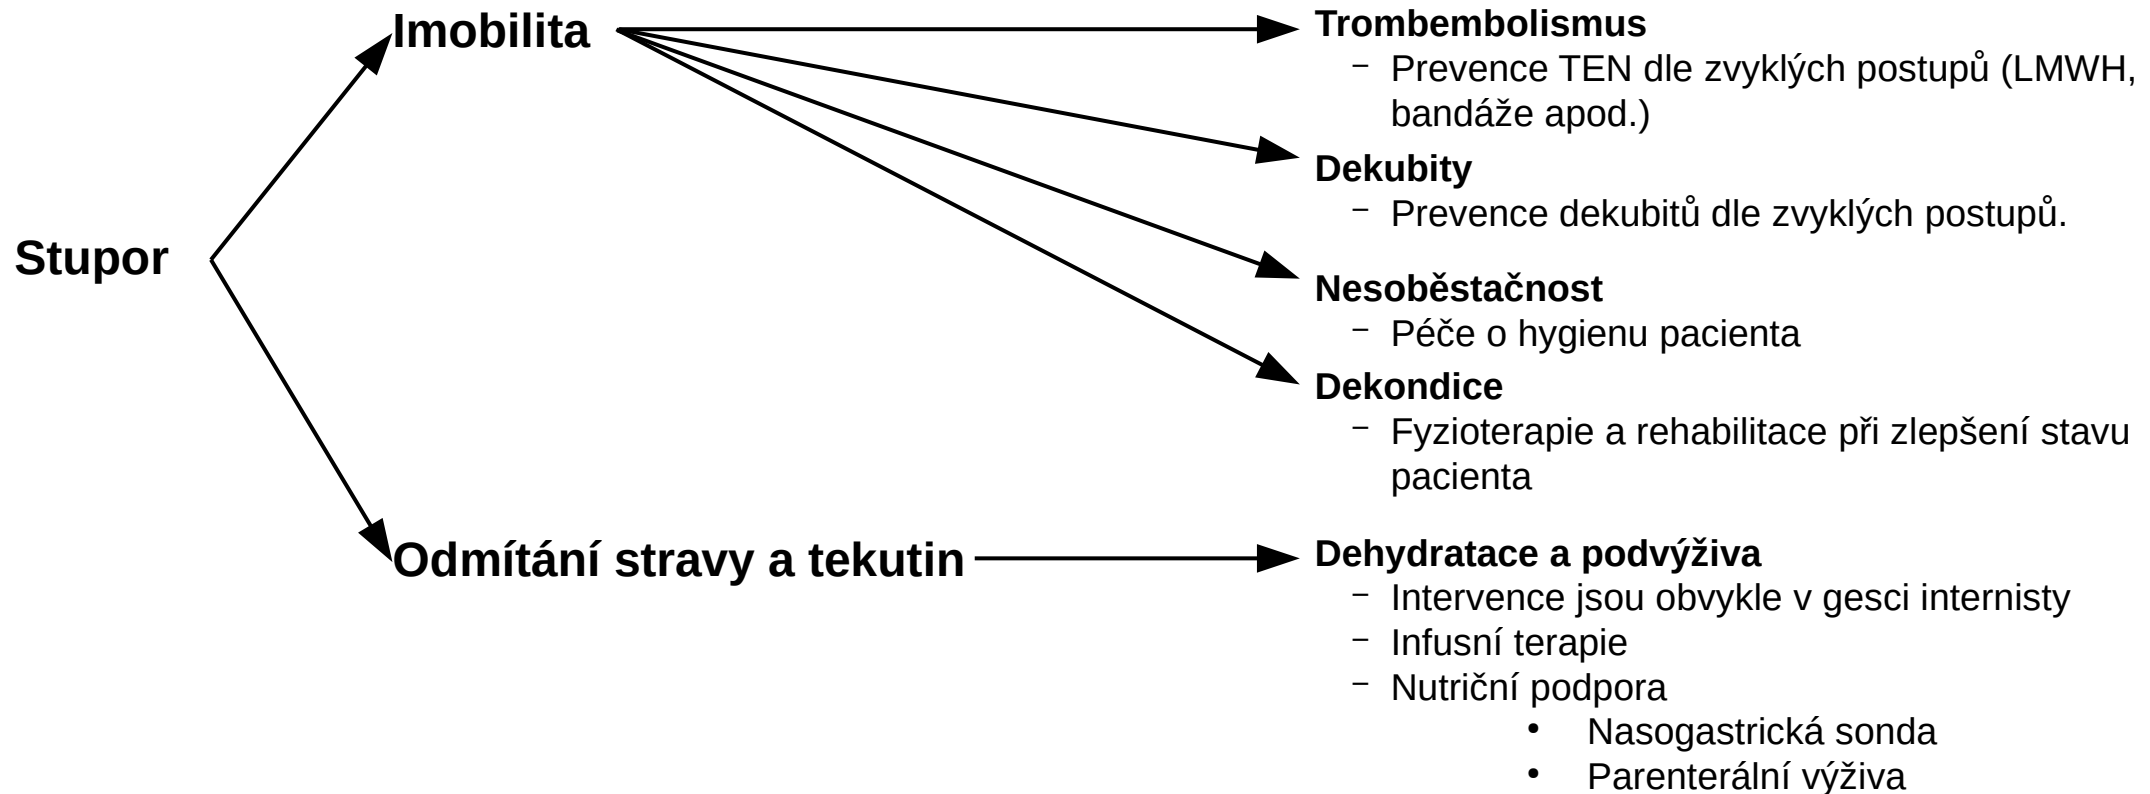 Imobilita
Trombembolismus
– Prevence TEN dle zvyklých postupů (LMWH,
bandáže apod.)
Dekubity
– Prevence dekubitů dle zvyklých postupů.
Stupor
Nesoběstačnost
– Péče o hygienu pacienta
Dekondice
– Fyzioterapie a rehabilitace při zlepšení stavu
pacienta
Odmítání stravy a tekutin
Dehydratace a podvýživa
– Intervence jsou obvykle v gesci internisty
– Infusní terapie
– Nutriční podpora
• Nasogastrická sonda
• Parenterální výživa